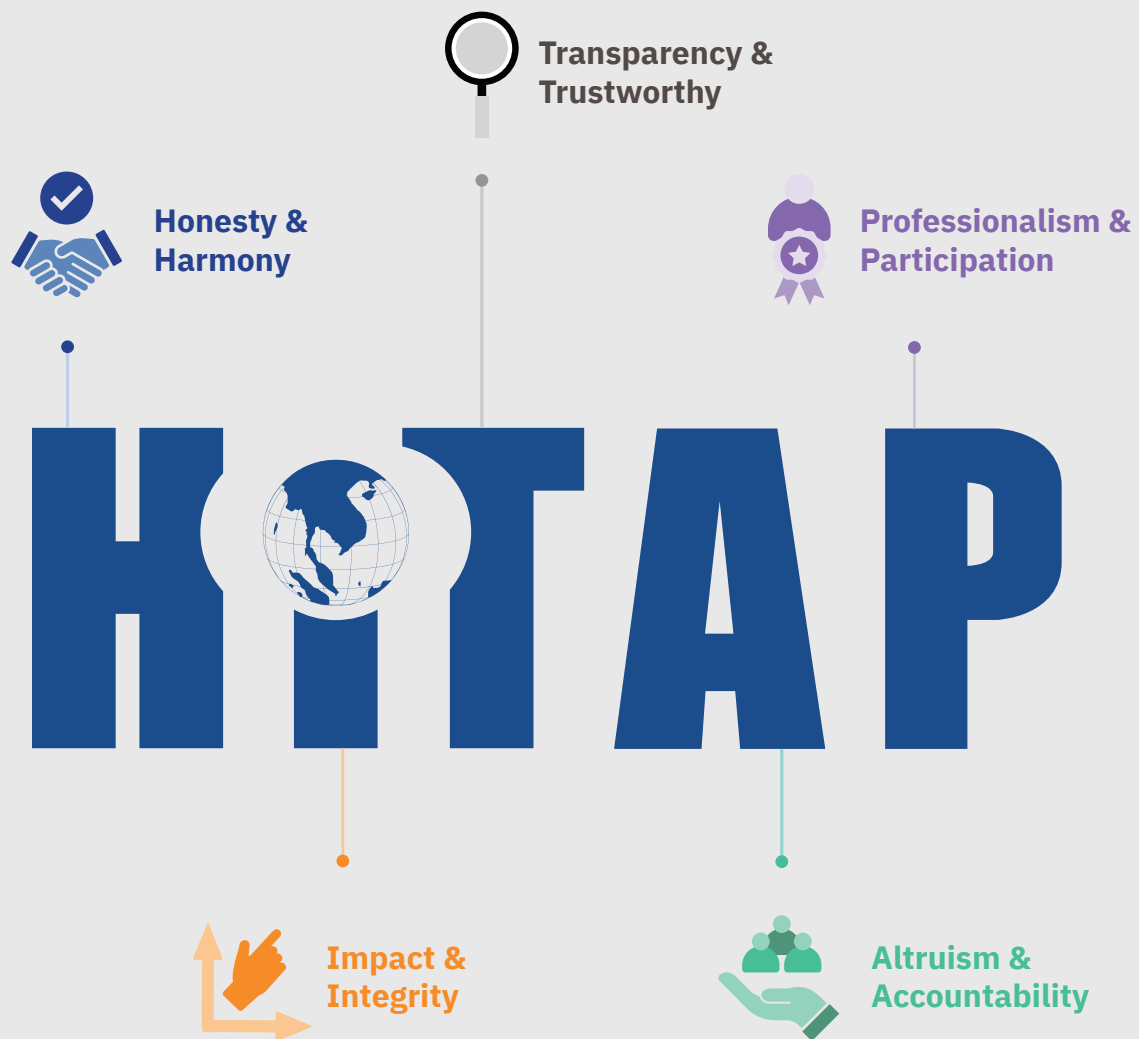 Transparency &
Trustworthy
Honesty &
Harmony
Professionalism &
Participation
HiTAP
Impact &
Integrity
Altruism &
Accountability